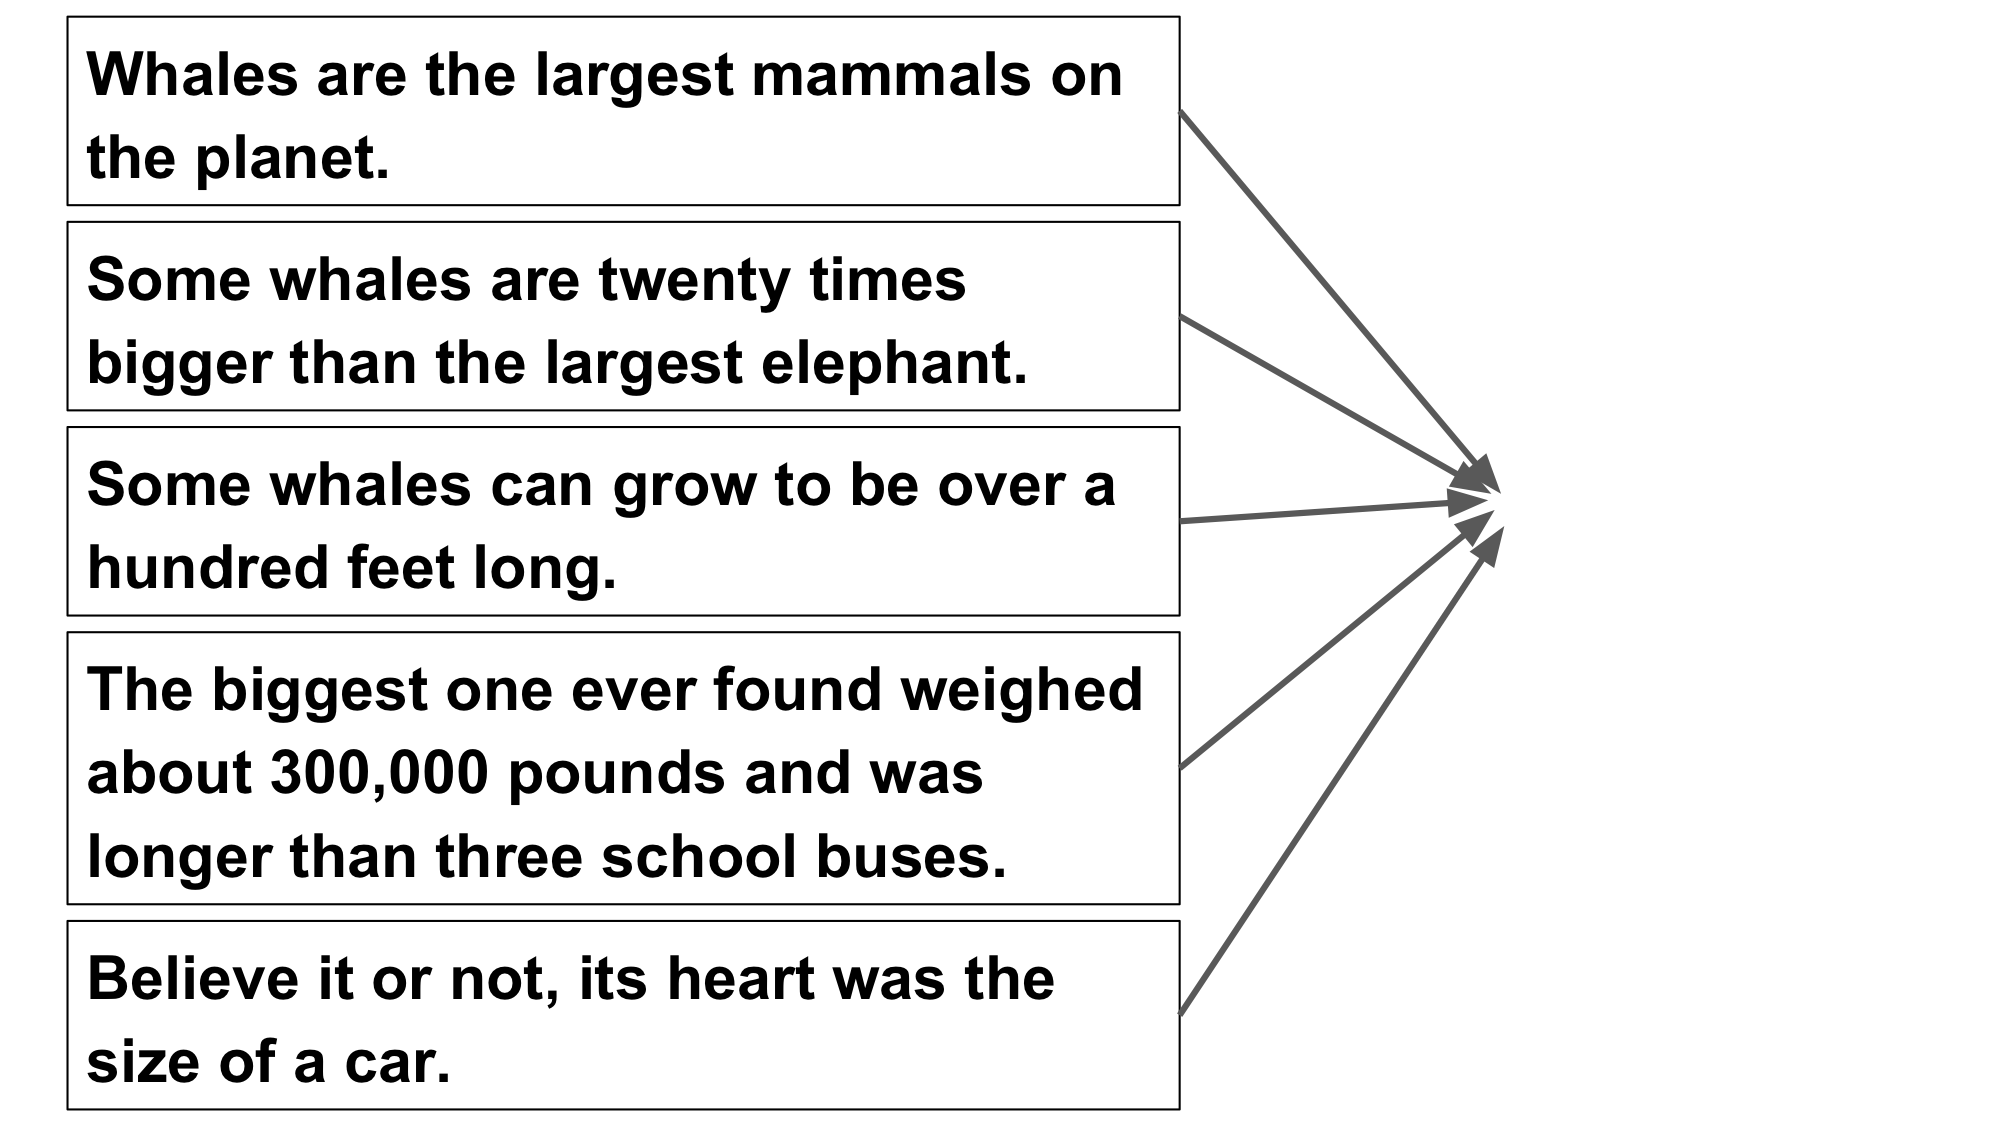 Whales are the largest mammals on
the planet.
Some whales are twenty times
bigger than the largest elephant.
Some whales can grow to be over a
hundred feet long.
The biggest one ever found weighed
about 300,000 pounds and was
longer than three school buses.
Believe it or not, its heart was the
size of a car.